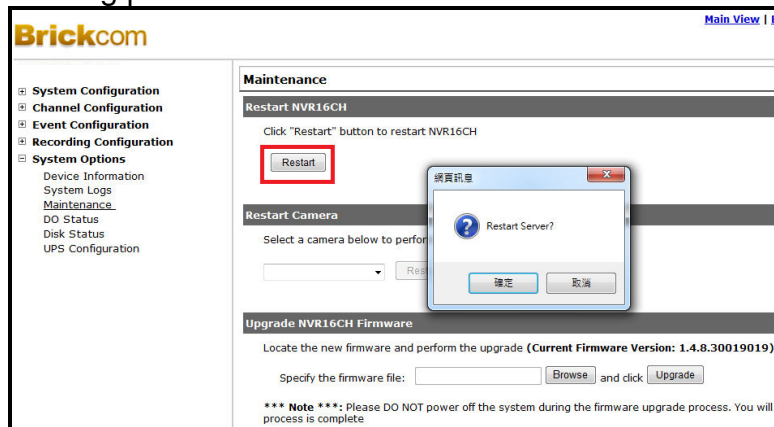 Brickcom
Main View |
System Configuration
Channel Configuration
Event Configuration
Recording Configuration
System Options
Device Information
System Logs
Maintenance
DO Status
Disk Status
UPS Configuration
Maintenance
Restart NVR16CH
Click "Restart" button to restart NVR16CH
Restart
網頁訊息
Restart Server?
確定
取消
Restart Camera
Select a camera below to perfor
Res
Upgrade NVR16CH Firmware
Locate the new firmware and perform the upgrade (Current Firmware Version: 1.4.8.30019019)
Specify the firmware file: Browse and click Upgrade
*** Note ***: Please DO NOT power off the system during the firmware upgrade process. You will
process is complete